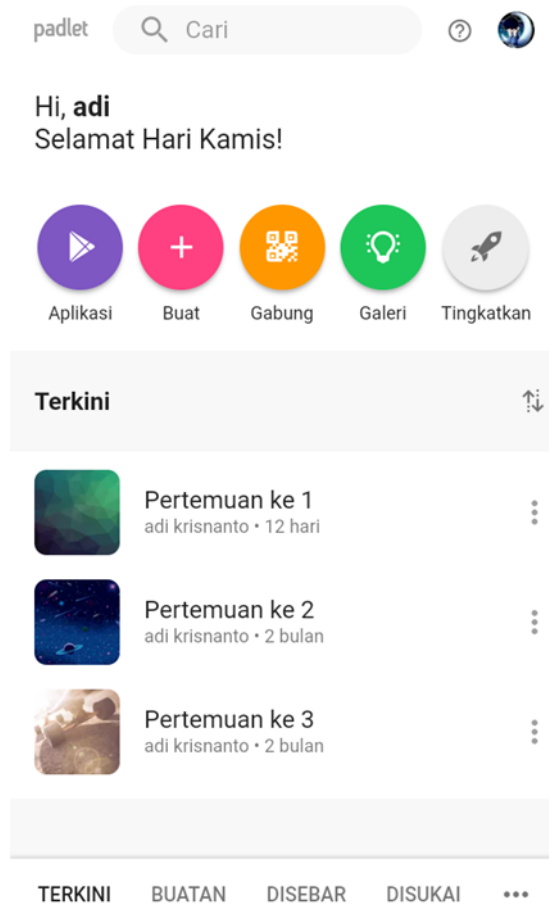 padlet
Cari
Hi, adi
Selamat Hari Kamis!
Aplikasi
Buat
Gabung
Galeri
Tingkatkan
Terkini
Pertemuan ke 1
adi krisnanto • 12 hari
Pertemuan ke 2
adi krisnanto • 2 bulan
Pertemuan ke 3
adi krisnanto • 2 bulan
TERKINI BUATAN DISEBAR DISUKAI